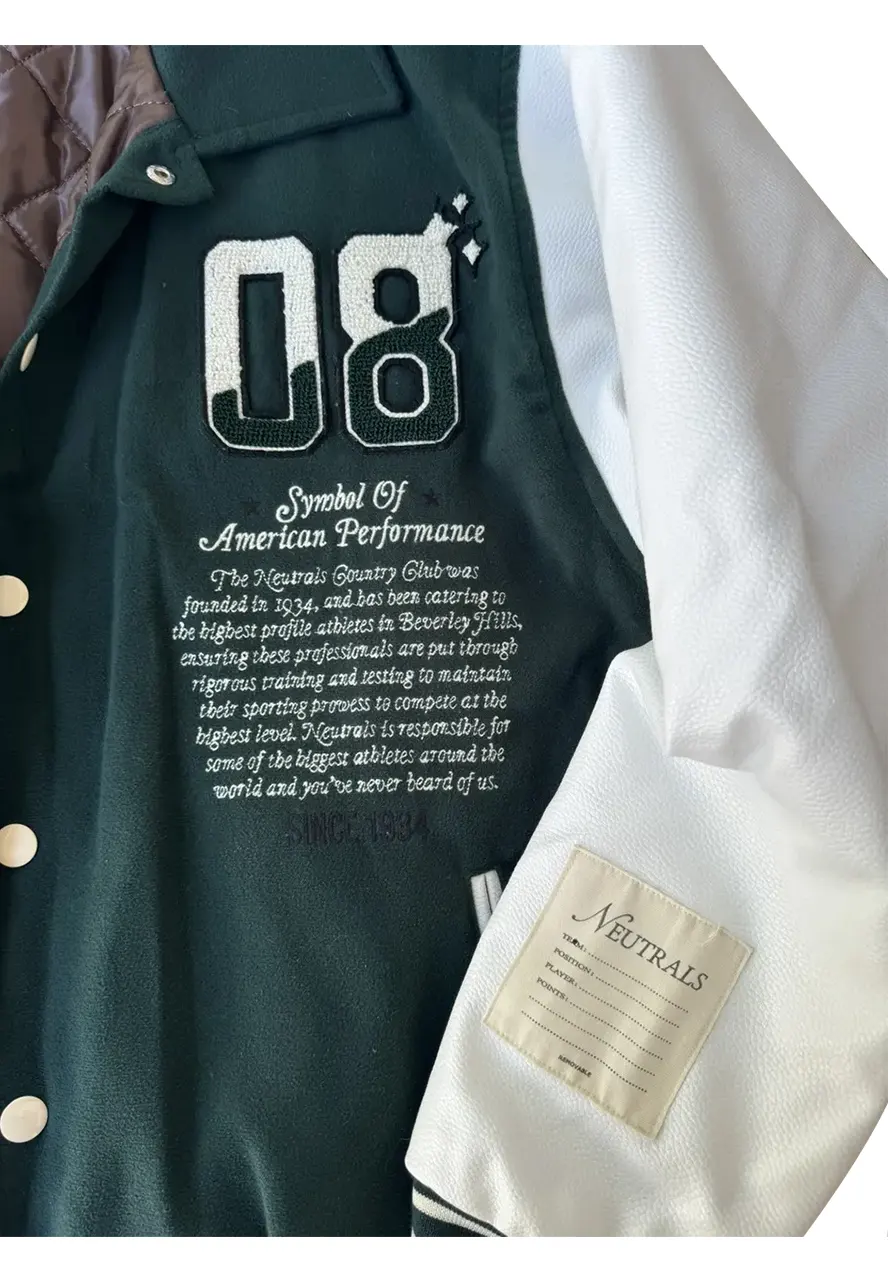 08
Symbol Of
American Performance
The Neutrals Country Club was
founded in 1934, and has been catering to
the highest profile athletes in Beverley Hills,
ensuring these professionals are put through
rigorous training and testing to maintain
their sporting prowess to compete at the
highest level. Neutrals is responsible for
some of the biggest athletes around the
world and you've never heard of us.
SINCE 1934
NEUTRALS
TEAM:
POSITION:
PLAYER:
POINTS:
REMOVABLE